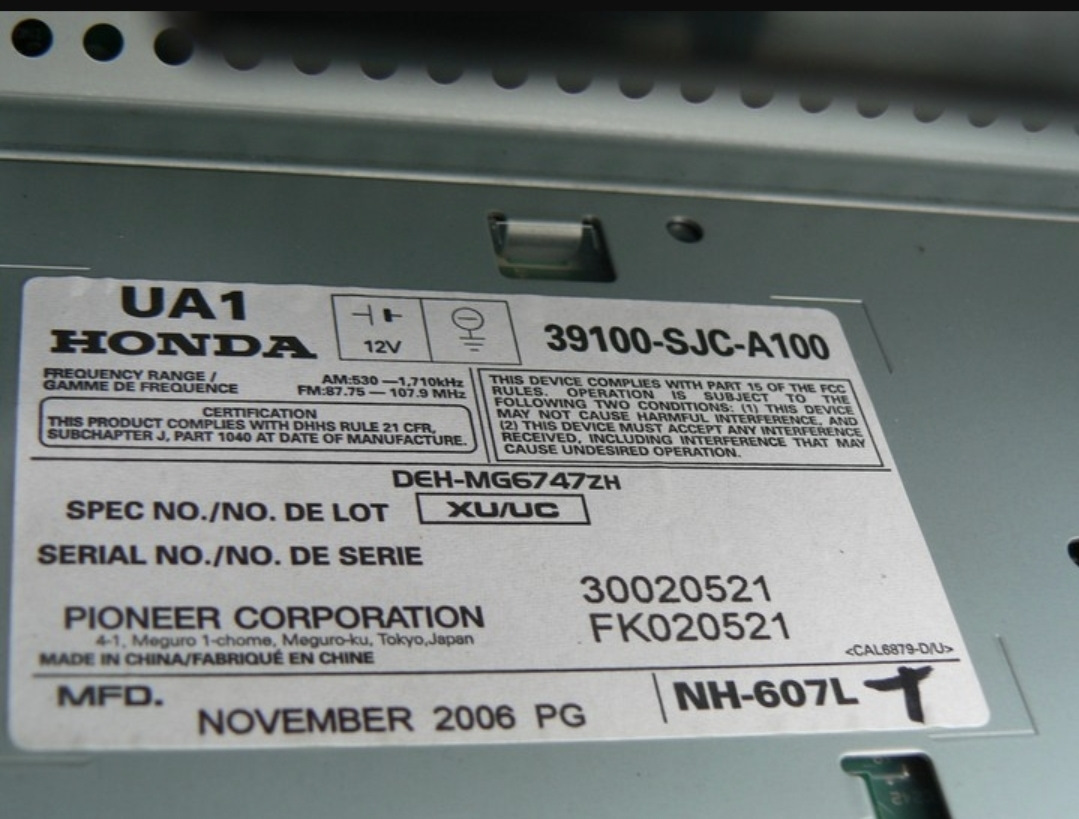 UA1
HONDA
12V
39100-SJC-A100
FREQUENCY RANGE /
GAMME DE FREQUENCE
AM:530 —1,710kHz
FM:87.75 — 107.9 MHz
CERTIFICATION
THIS PRODUCT COMPLIES WITH DHHS RULE 21 CFR,
SUBCHAPTER J, PART 1040 AT DATE OF MANUFACTURE.
THIS DEVICE COMPLIES WITH PART 15 OF THE FCC
RULES. OPERATION IS SUBJECT TO THE
FOLLOWING TWO CONDITIONS: (1) THIS DEVICE
MAY NOT CAUSE HARMFUL INTERFERENCE, AND
(2) THIS DEVICE MUST ACCEPT ANY INTERFERENCE
RECEIVED, INCLUDING INTERFERENCE THAT MAY
CAUSE UNDESIRED OPERATION.
DEH-MG6747ZH
SPEC NO./NO. DE LOT XU/UC
SERIAL NO./NO. DE SERIE
30020521
FK020521
PIONEER CORPORATION
4-1, Meguro 1-chome, Meguro-ku, Tokyo,Japan
MADE IN CHINA/FABRIQUÉ EN CHINE
<CAL6879-D/U>
MFD.
NOVEMBER 2006 PG
NH-607L